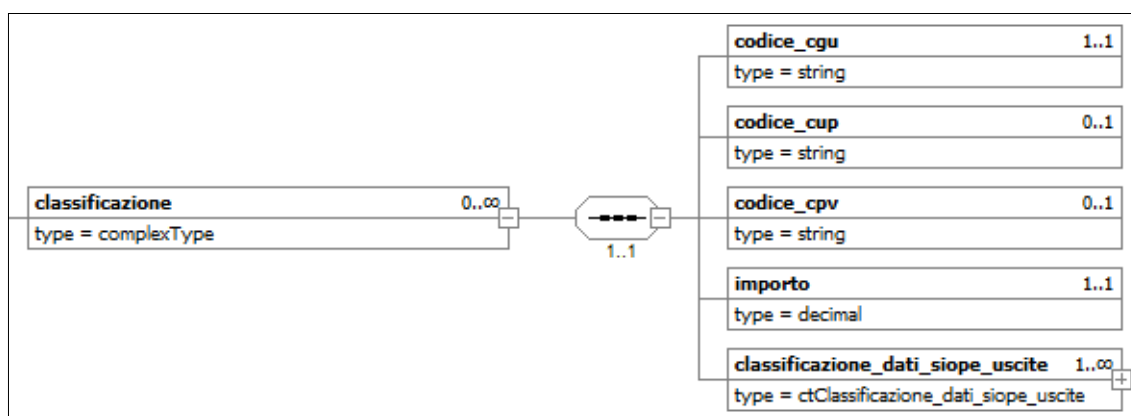 codice_cgu 1..1
type = string
codice_cup 0..1
type = string
classificazione 0..∞
type = complexType
1..1
codice_cpv 0..1
type = string
importo 1..1
type = decimal
classificazione_dati_siope_uscite 1..∞
type = ctClassificazione_dati_siope_uscite